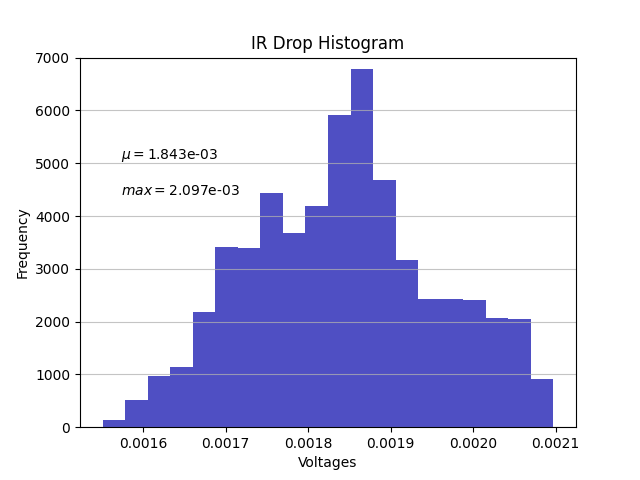 IR Drop Histogram
7000
6000
5000
4000
3000
2000
1000
0
Frequency
μ = 1.843e-03
max = 2.097e-03
0.0016 0.0017 0.0018 0.0019 0.0020 0.0021
Voltages